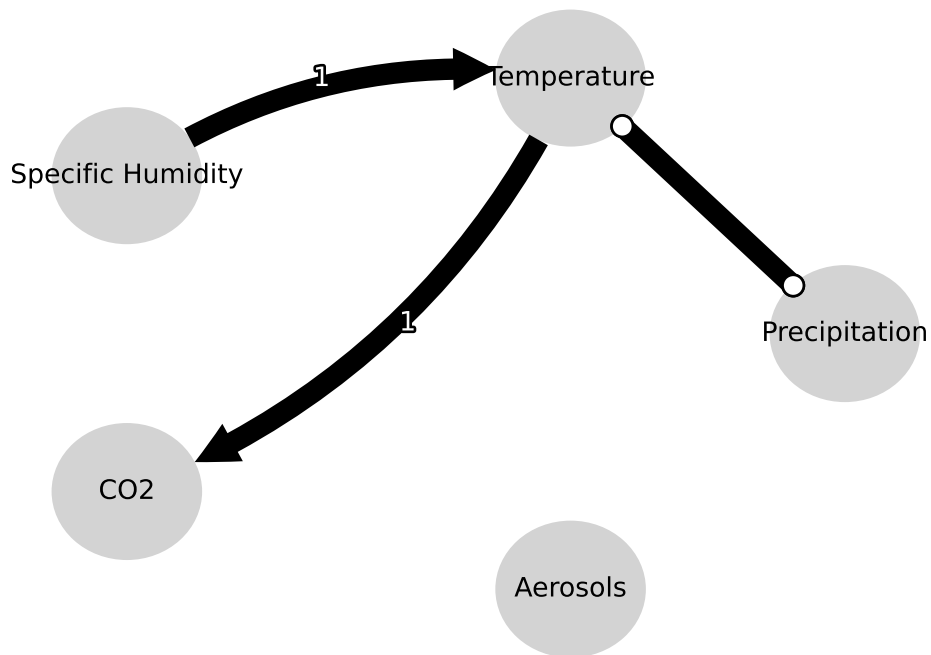 Temperature
1
Specific Humidity
1
Precipitation
CO2
Aerosols